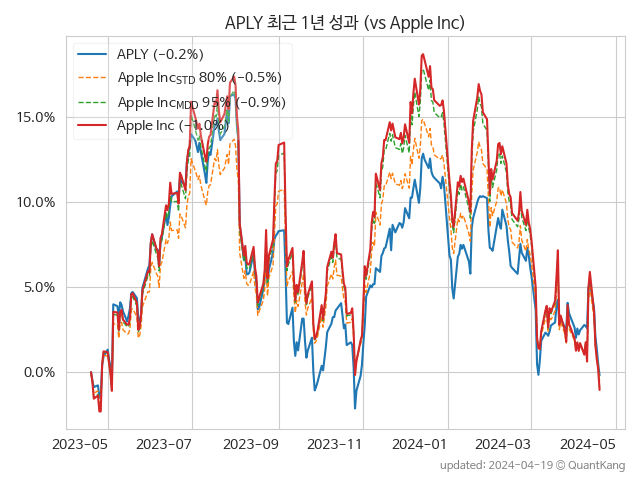 APLY 최근 1년 성과 (vs Apple Inc)
APLY (−0.2%)
Apple IncSTD 80% (−0.5%)
Apple IncMDD 95% (−0.9%)
Apple Inc (−1.0%)
15.0%
10.0%
5.0%
0.0%
2023-05 2023-07 2023-09 2023-11 2024-01 2024-03 2024-05
updated: 2024-04-19 © QuantKang